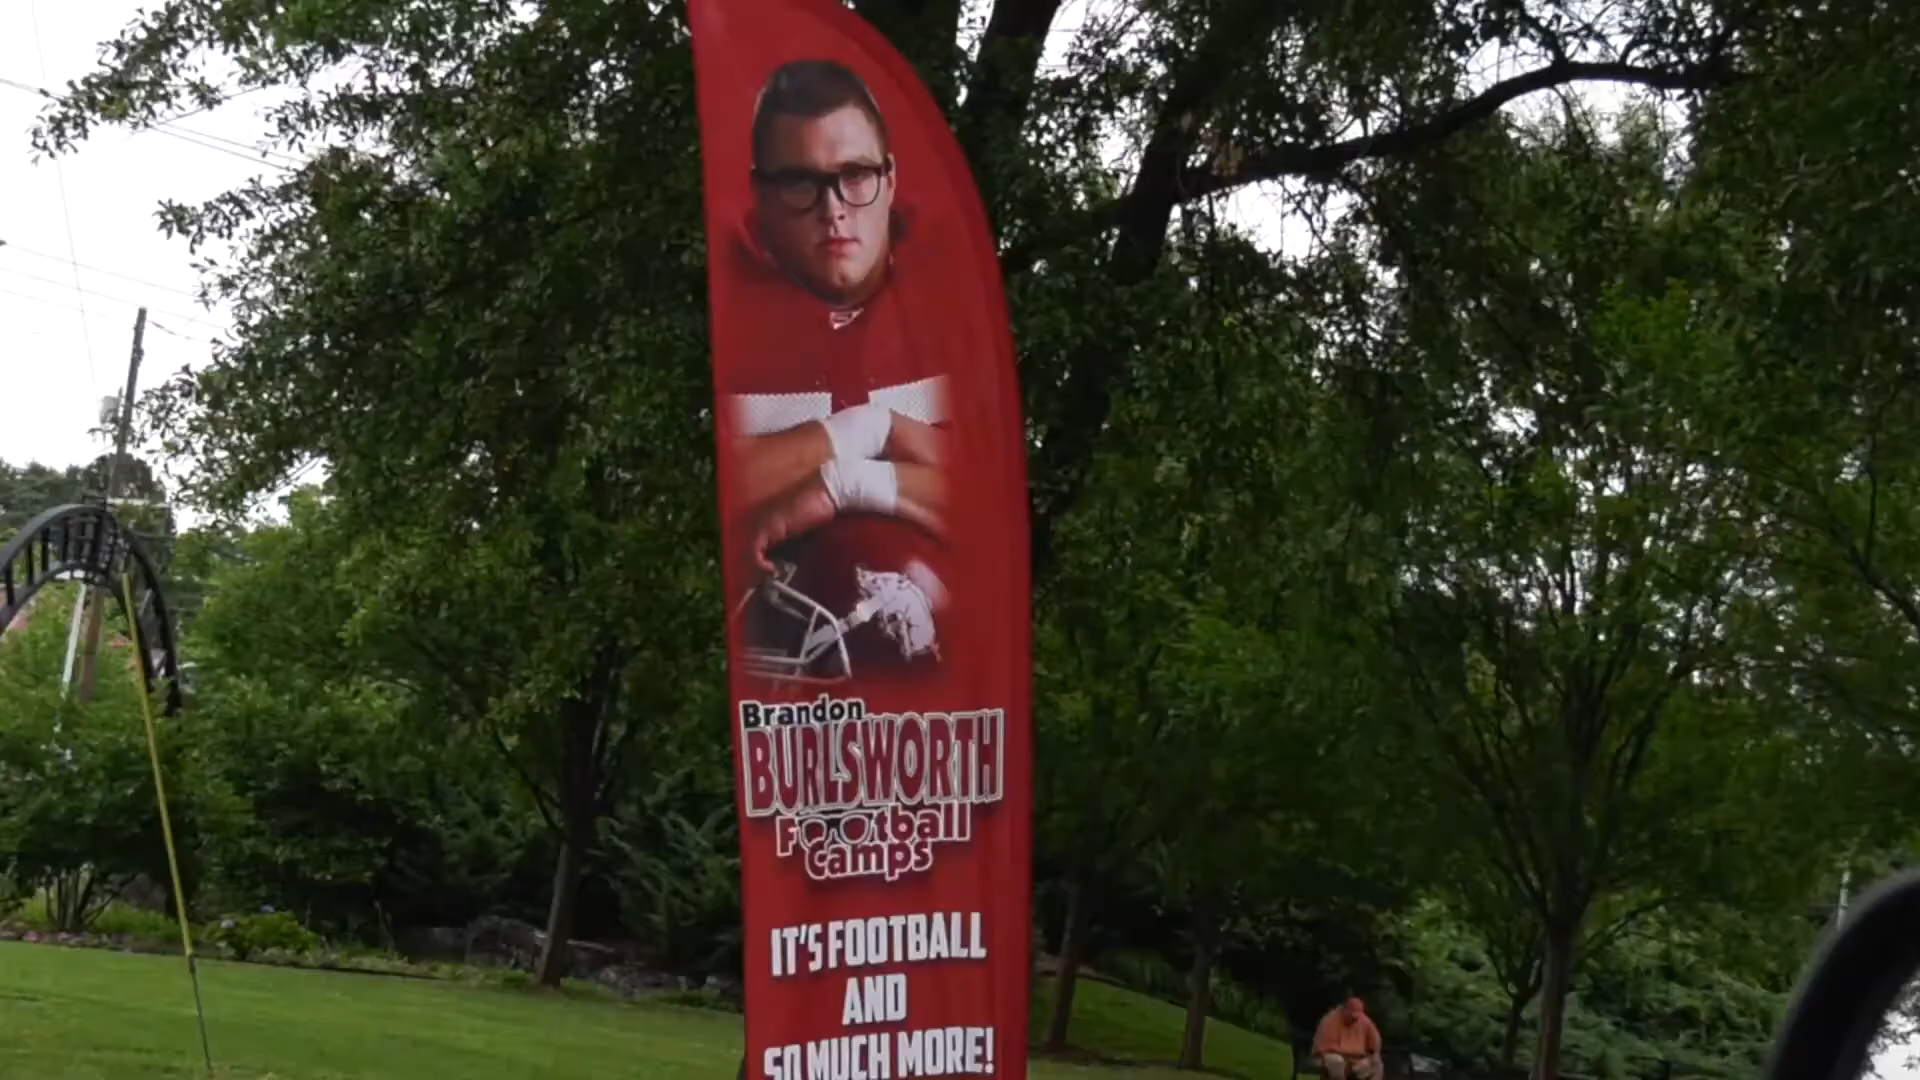 Brandon
BURLSWORTH
Football
Camps
IT'S FOOTBALL
AND
SO MUCH MORE!